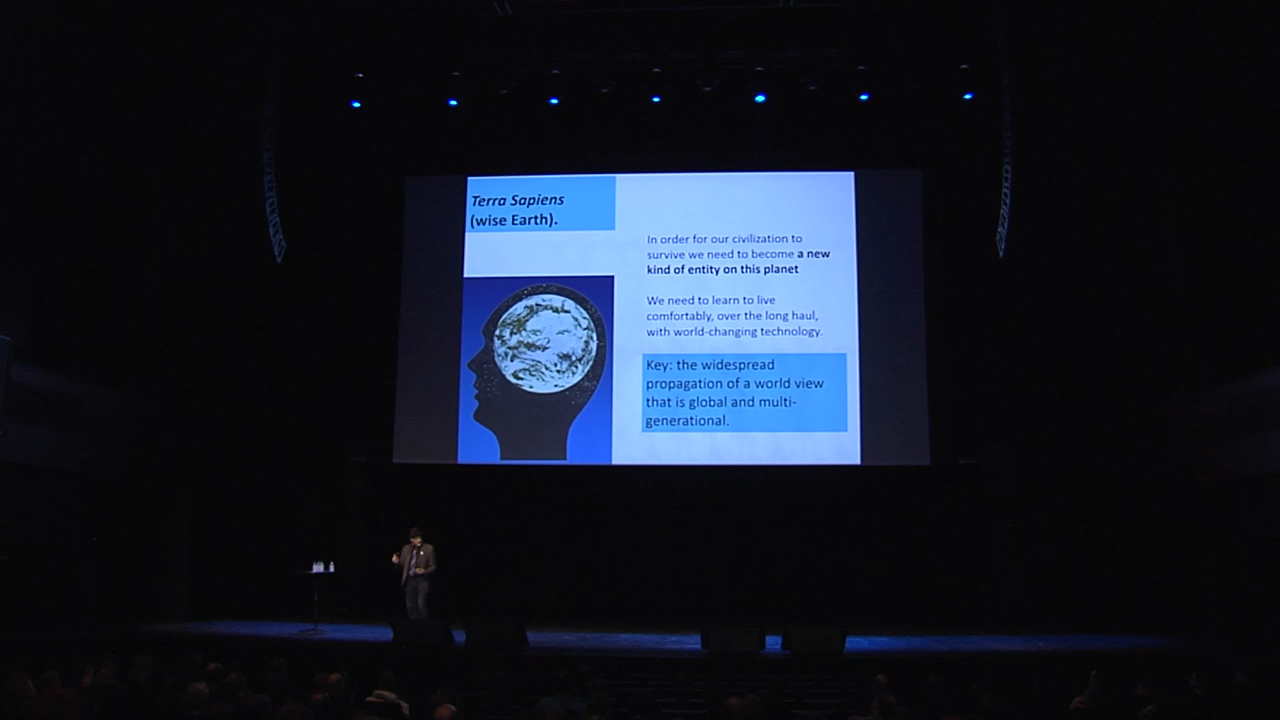 Terra Sapiens
(wise Earth).
In order for our civilization to
survive we need to become a new
kind of entity on this planet
We need to learn to live
comfortably, over the long haul,
with world-changing technology.
Key: the widespread
propagation of a world view
that is global and multi-
generational.